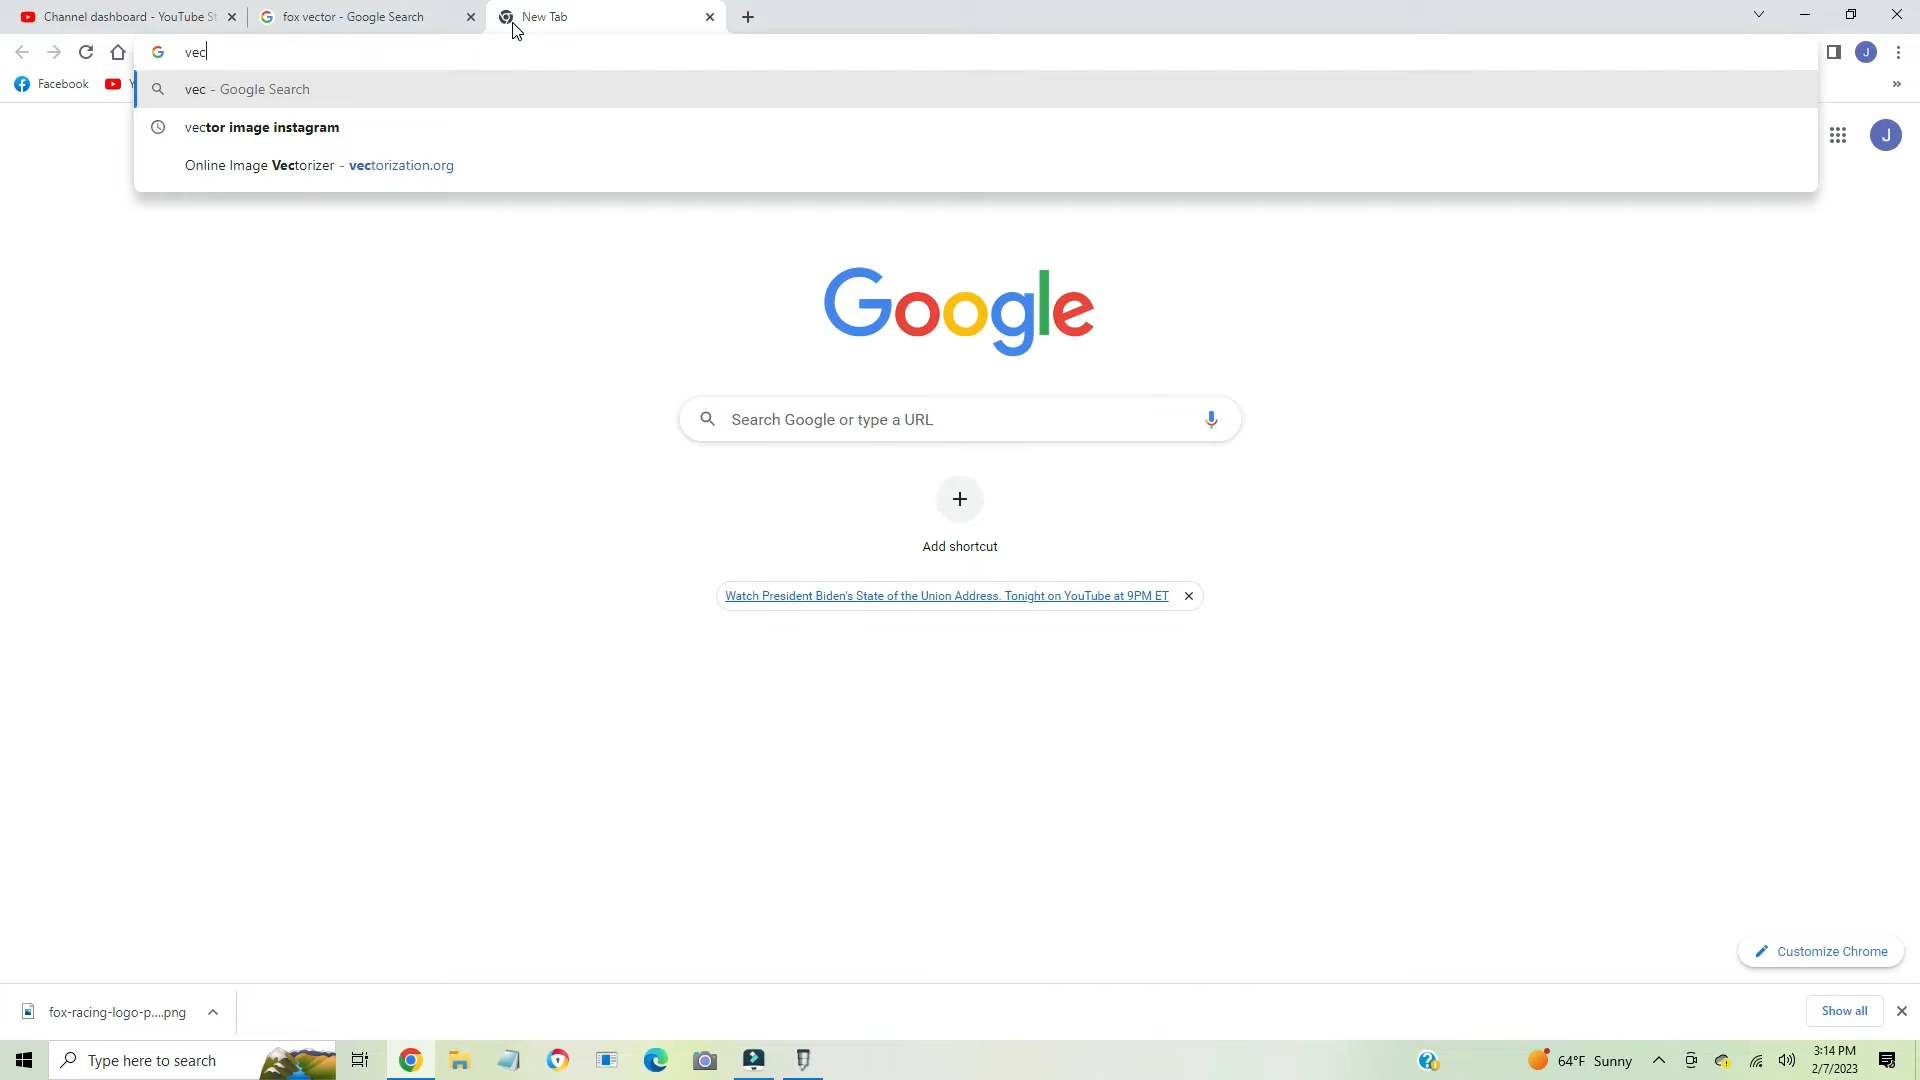 Channel dashboard - YouTube St
fox vector - Google Search
New Tab
vec
Facebook
Y
vec - Google Search
vector image instagram
Online Image Vectorizer - vectorization.org
J
J
Google
Search Google or type a URL
Add shortcut
Watch President Biden's State of the Union Address. Tonight on YouTube at 9PM ET
Customize Chrome
fox-racing-logo-p....png
Show all
Type here to search
64°F Sunny
3:14 PM
2/7/2023